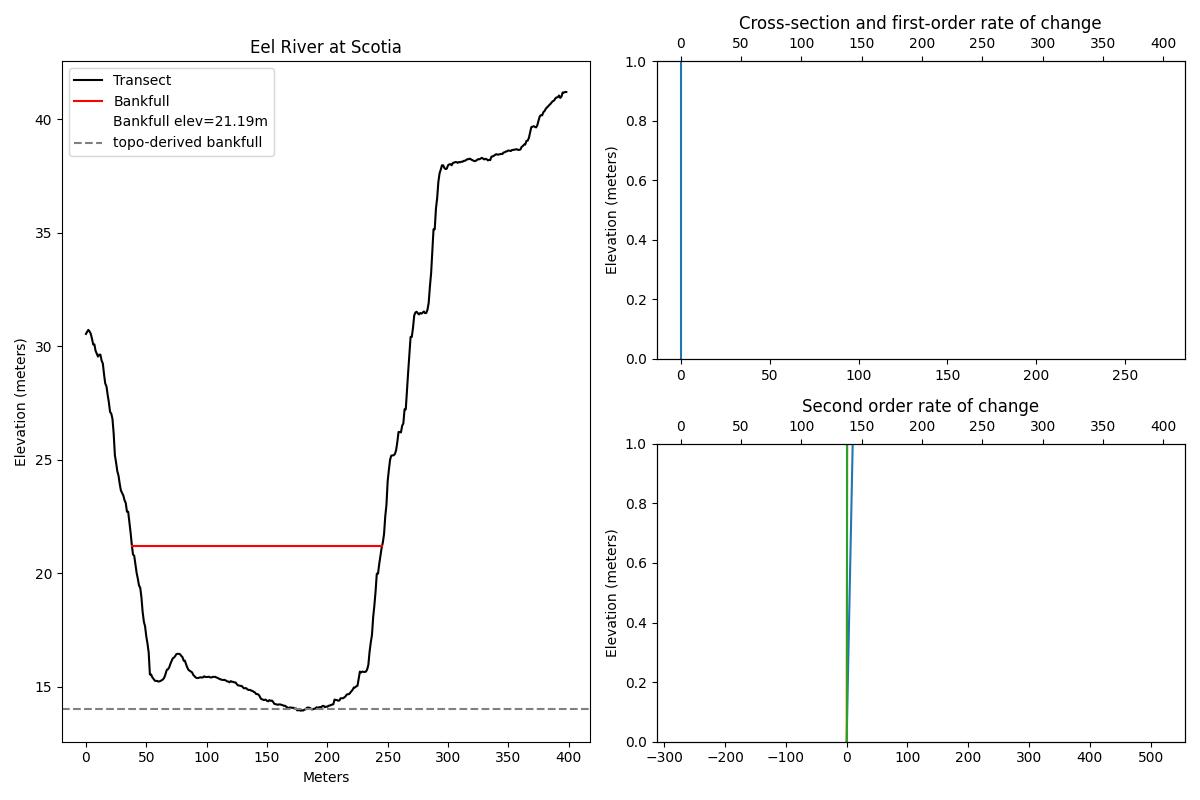 Eel River at Scotia
Transect
Bankfull
Bankfull elev=21.19m
topo-derived bankfull
Elevation (meters)
40
35
30
25
20
15
0 50 100 150 200 250 300 350 400
Meters
Cross-section and first-order rate of change
0 50 100 150 200 250 300 350 400
Elevation (meters)
1.0
0.8
0.6
0.4
0.2
0.0
0 50 100 150 200 250
Second order rate of change
0 50 100 150 200 250 300 350 400
Elevation (meters)
1.0
0.8
0.6
0.4
0.2
0.0
−300 −200 −100 0 100 200 300 400 500